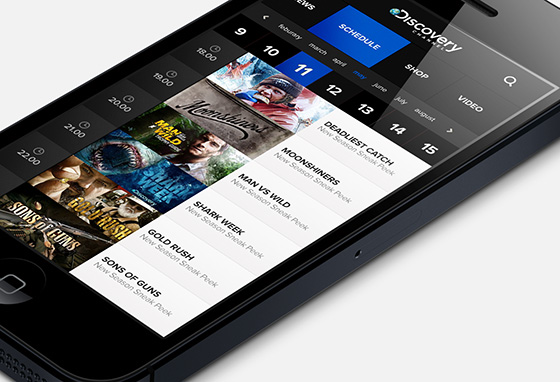 Discovery
CHANNEL
EWS
SCHEDULE
SHOP
VIDEO
feburary
march
april
may
june
july
august
9
10
11
12
13
14
15
18.00
19.00
20.00
21.00
22.00
Moonshiners
MAN VS WILD
SHARK WEEK
GOLD RUSH
SONS OF GUNS
DEADLIEST CATCH
New Season Sneak Peek
MOONSHINERS
New Season Sneak Peek
MAN VS WILD
New Season Sneak Peek
SHARK WEEK
New Season Sneak Peek
GOLD RUSH
New Season Sneak Peek
SONS OF GUNS
New Season Sneak Peek